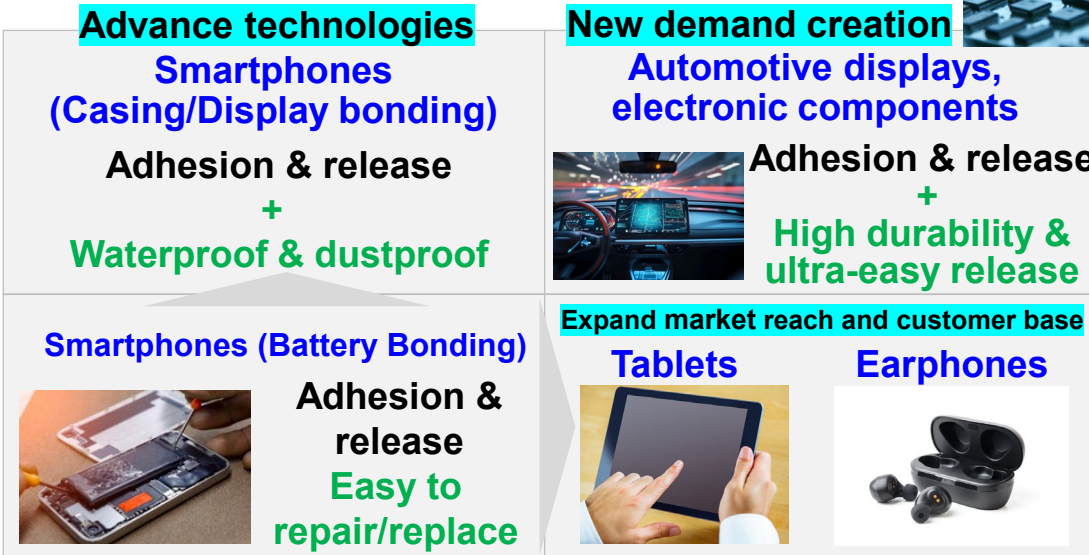 Advance technologies
Smartphones
(Casing/Display bonding)
Adhesion & release
+
Waterproof & dustproof
New demand creation
Automotive displays,
electronic components
Adhesion & release
+
High durability &
ultra-easy release
Smartphones (Battery Bonding)
Adhesion &
release
Easy to
repair/replace
Expand market reach and customer base
Tablets
Earphones